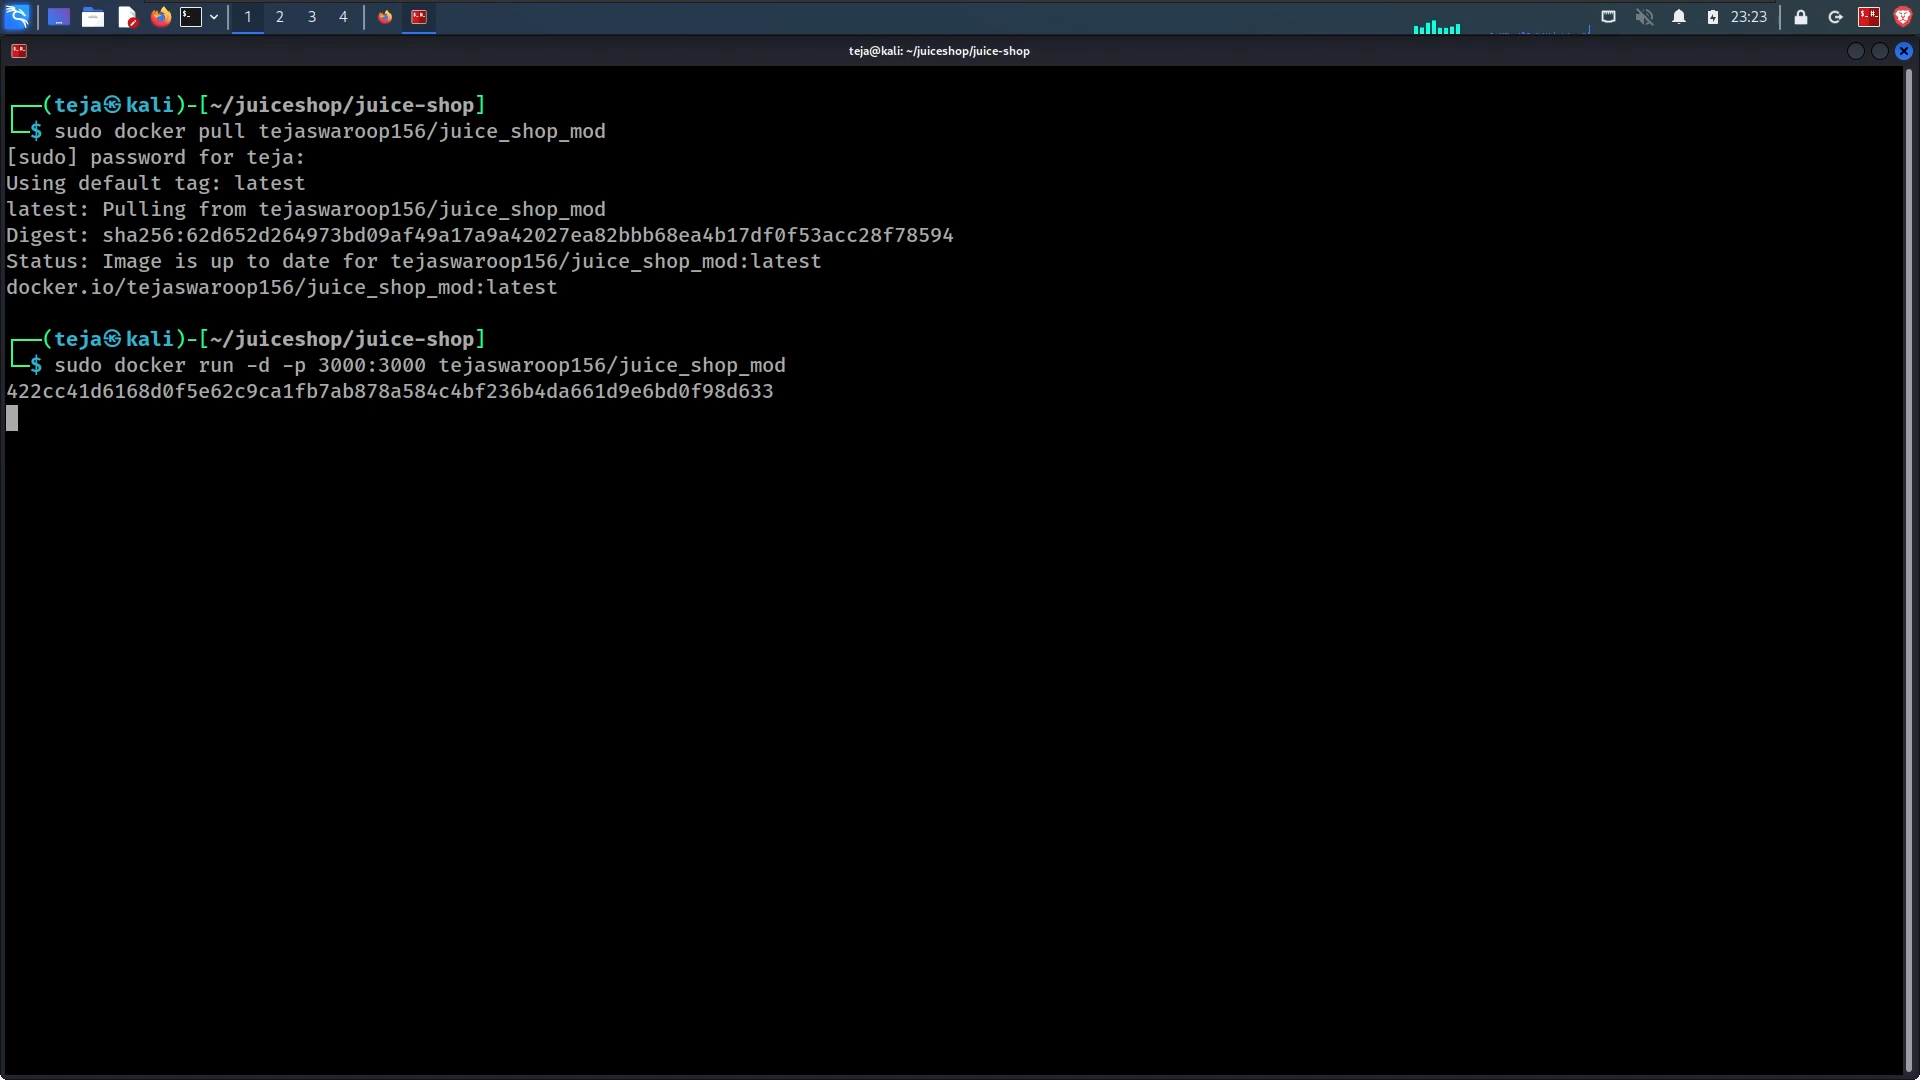 1 2 3 4 23:23
teja@kali: ~/juiceshop/juice-shop
┌──(teja㉿kali)-[~/juiceshop/juice-shop]
└─$ sudo docker pull tejaswaroop156/juice_shop_mod
[sudo] password for teja:
Using default tag: latest
latest: Pulling from tejaswaroop156/juice_shop_mod
Digest: sha256:62d652d264973bd09af49a17a9a42027ea82bbb68ea4b17df0f53acc28f78594
Status: Image is up to date for tejaswaroop156/juice_shop_mod:latest
docker.io/tejaswaroop156/juice_shop_mod:latest
┌──(teja㉿kali)-[~/juiceshop/juice-shop]
└─$ sudo docker run -d -p 3000:3000 tejaswaroop156/juice_shop_mod
422cc41d6168d0f5e62c9ca1fb7ab878a584c4bf236b4da661d9e6bd0f98d633